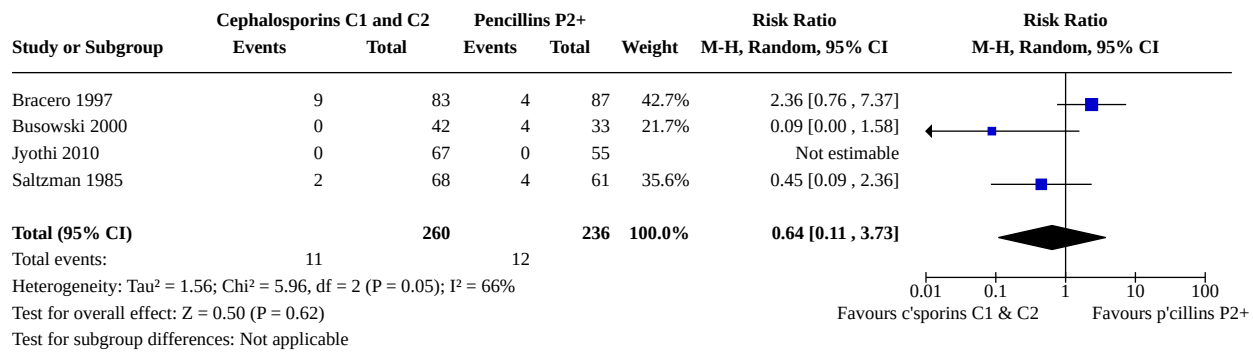 Cephalosporins C1 and C2 Pencillins P2+ Risk Ratio Risk Ratio
Study or Subgroup Events Total Events Total Weight M-H, Random, 95% CI M-H, Random, 95% CI
Bracero 1997 9 83 4 87 42.7% 2.36 [0.76 , 7.37]
Busowski 2000 0 42 4 33 21.7% 0.09 [0.00 , 1.58]
Jyothi 2010 0 67 0 55 Not estimable
Saltzman 1985 2 68 4 61 35.6% 0.45 [0.09 , 2.36]
Total (95% CI) 260 236 100.0% 0.64 [0.11 , 3.73]
Total events: 11 12
Heterogeneity: Tau² = 1.56; Chi² = 5.96, df = 2 (P = 0.05); I² = 66%
0.01 0.1 1 10 100
Test for overall effect: Z = 0.50 (P = 0.62) Favours c'sporins C1 & C2 Favours p'cillins P2+
Test for subgroup differences: Not applicable